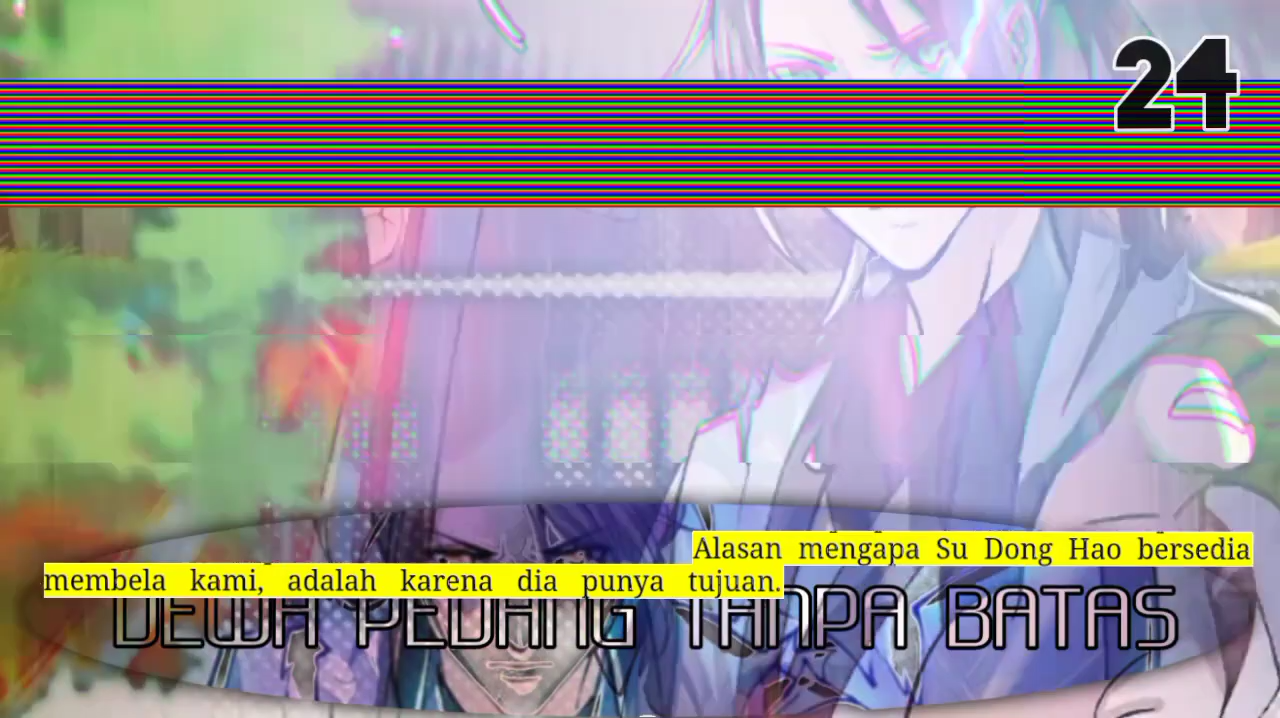 24
Alasan mengapa Su Dong Hao bersedia
membela kami, adalah karena dia punya tujuan.
DEWA PEDANG TANPA BATAS